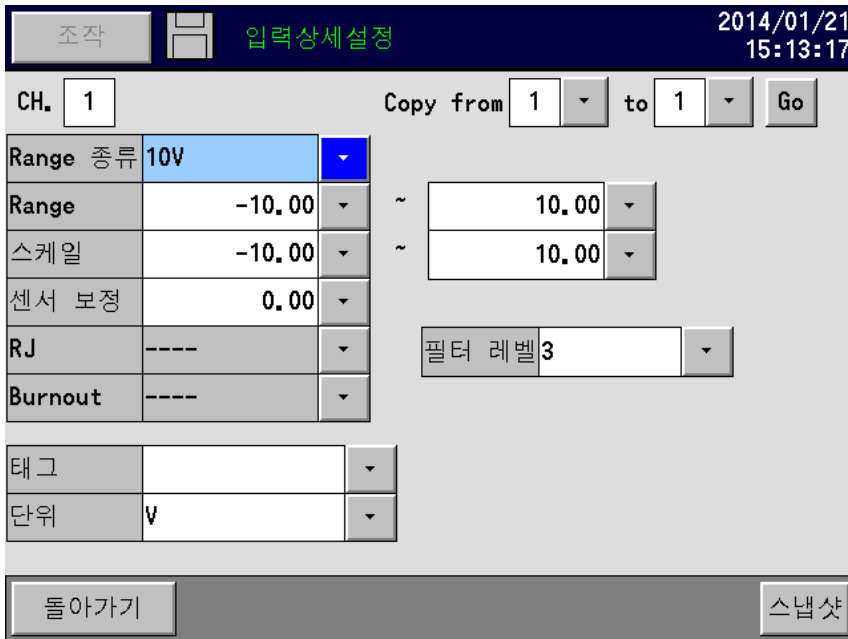 조작 입력상세설정 2014/01/21
15:13:17
CH. 1 Copy from 1 to 1 Go
Range 종류 10V
Range -10.00 ~ 10.00
스케일 -10.00 ~ 10.00
센서 보정 0.00
RJ ----
필터 레벨 3
Burnout ----
태그
단위 V
돌아가기 스냅샷